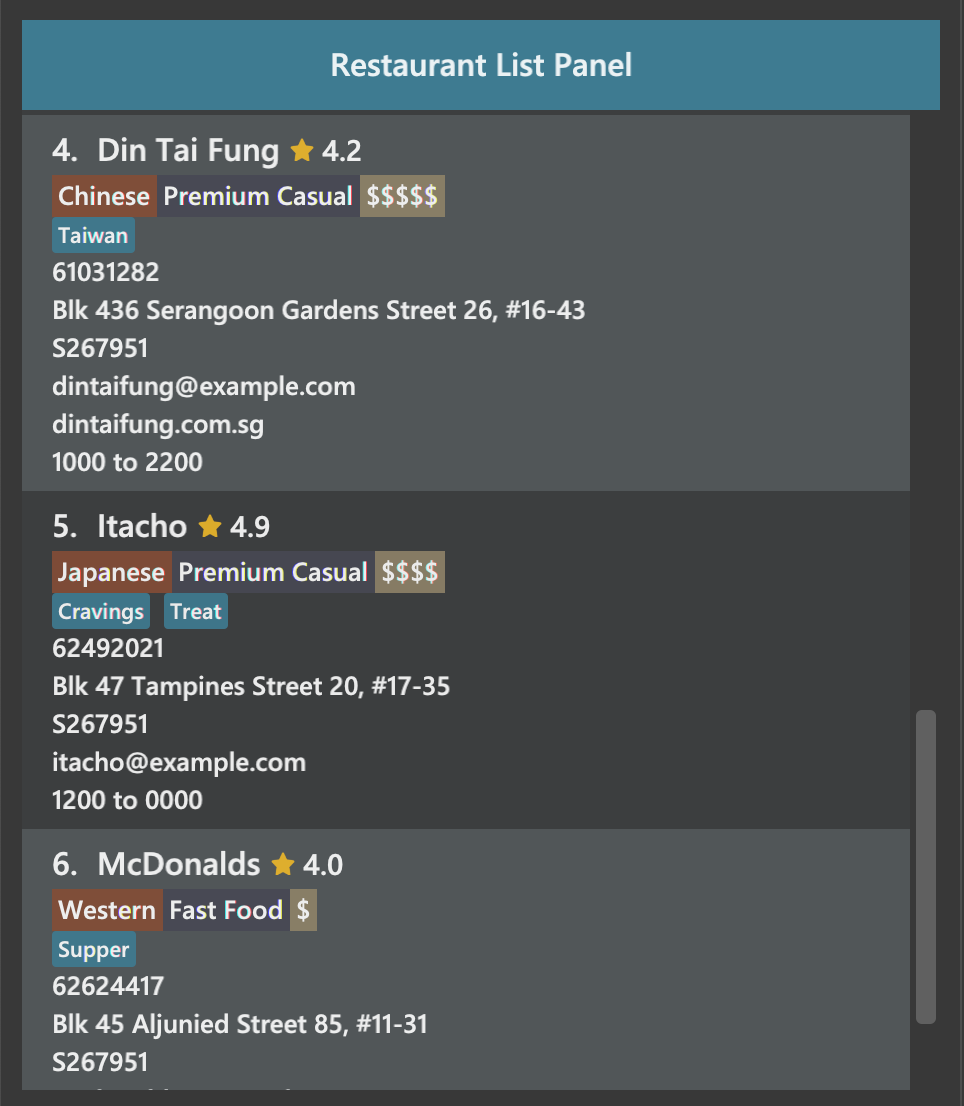 Restaurant List Panel
4. Din Tai Fung 4.2
Chinese Premium Casual $$$$$
Taiwan
61031282
Blk 436 Serangoon Gardens Street 26, #16-43
S267951
dintaifung@example.com
dintaifung.com.sg
1000 to 2200
5. Itacho 4.9
Japanese Premium Casual $$$$
Cravings Treat
62492021
Blk 47 Tampines Street 20, #17-35
S267951
itacho@example.com
1200 to 0000
6. McDonalds 4.0
Western Fast Food $
Supper
62624417
Blk 45 Aljunied Street 85, #11-31
S267951